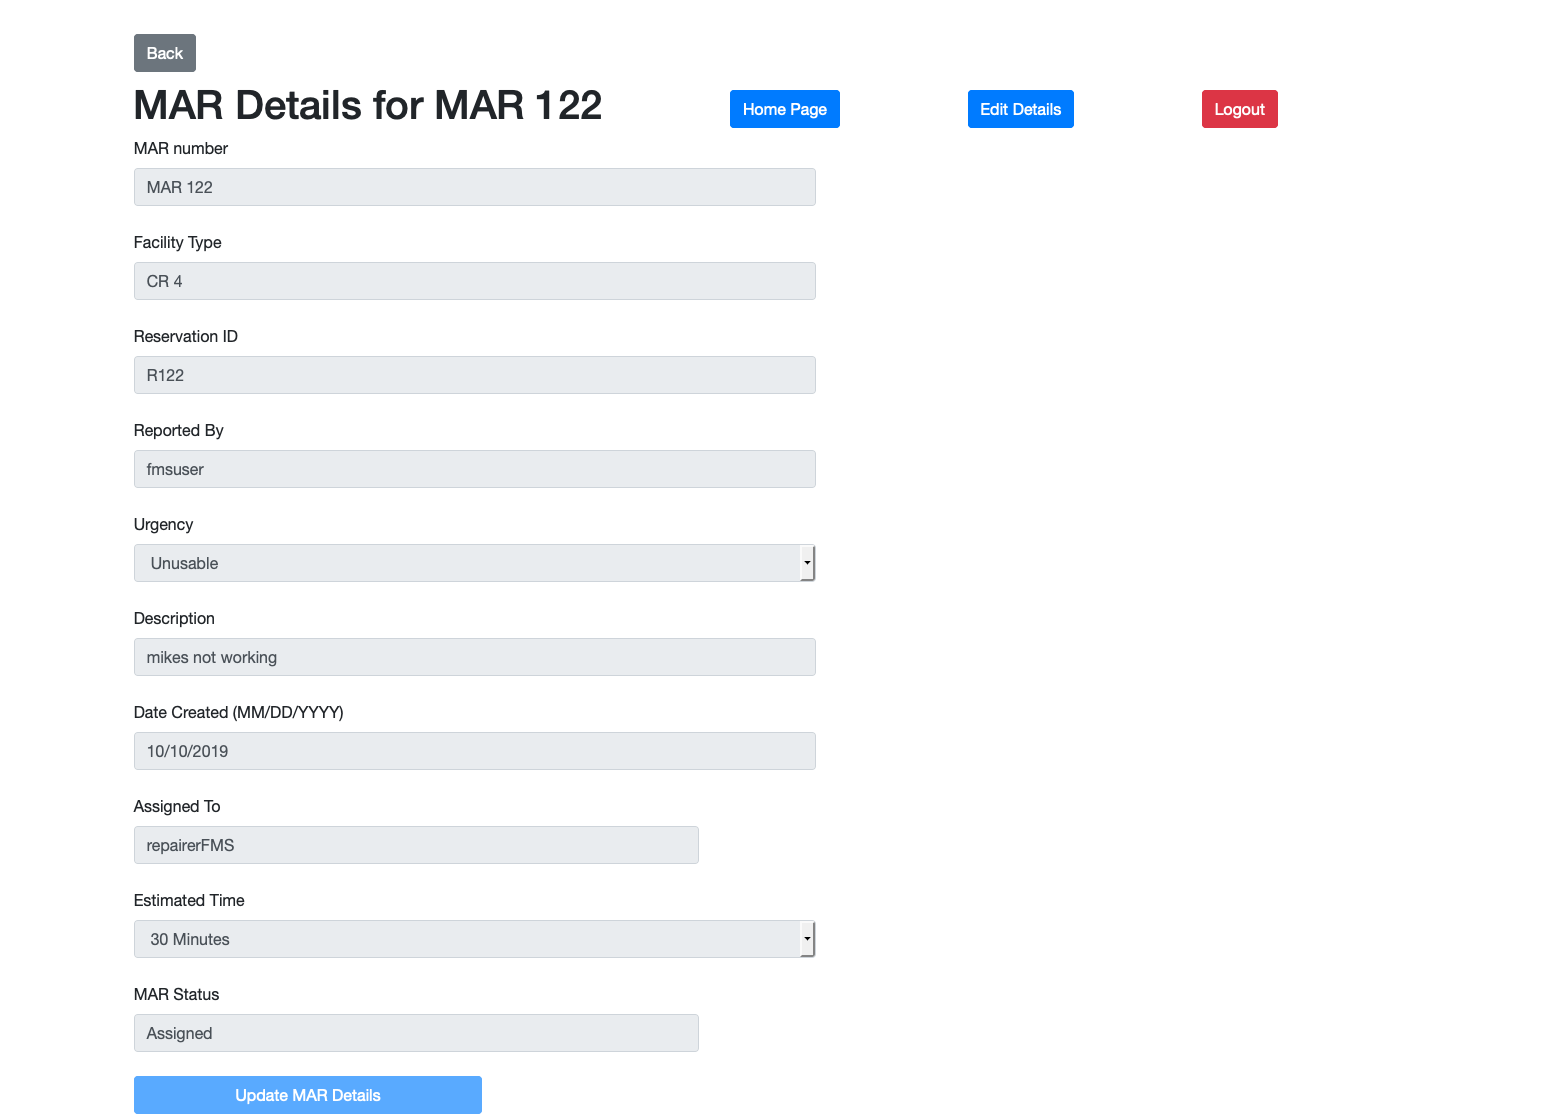 Back
MAR Details for MAR 122
Home Page
Edit Details
Logout
MAR number
MAR 122
Facility Type
CR 4
Reservation ID
R122
Reported By
fmsuser
Urgency
Unusable
Description
mikes not working
Date Created (MM/DD/YYYY)
10/10/2019
Assigned To
repairerFMS
Estimated Time
30 Minutes
MAR Status
Assigned
Update MAR Details